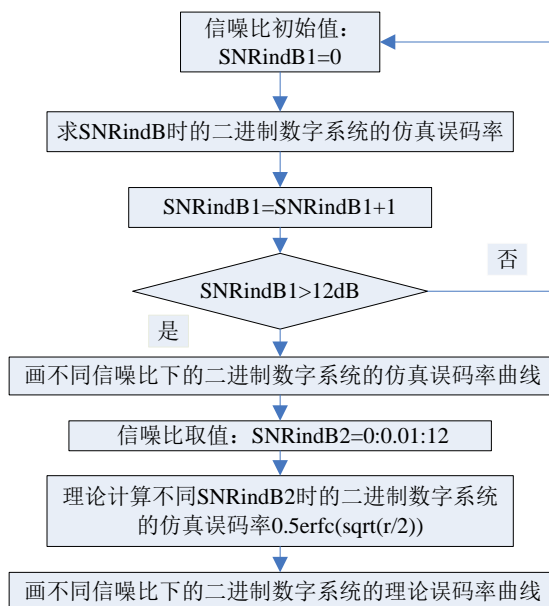 信噪比初始值：
SNRindB1=0
求SNRindB时的二进制数字系统的仿真误码率
SNRindB1=SNRindB1+1
否
SNRindB1>12dB
是
画不同信噪比下的二进制数字系统的仿真误码率曲线
信噪比取值：SNRindB2=0:0.01:12
理论计算不同SNRindB2时的二进制数字系统
的仿真误码率0.5erfc(sqrt(r/2))
画不同信噪比下的二进制数字系统的理论误码率曲线